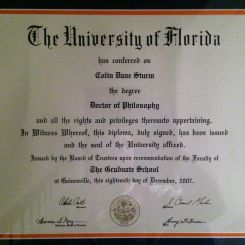 The University of Florida
has conferred on
Colin Dane Sturm
the degree
Doctor of Philosophy
and all the rights and privileges thereunto appertaining.
In Witness Whereof, this diploma, duly signed, has been issued
and the seal of the University affixed.
Issued by the Board of Trustees upon recommendation of the Faculty of
The Graduate School
at Gainesville, this eighteenth day of December, 2007.